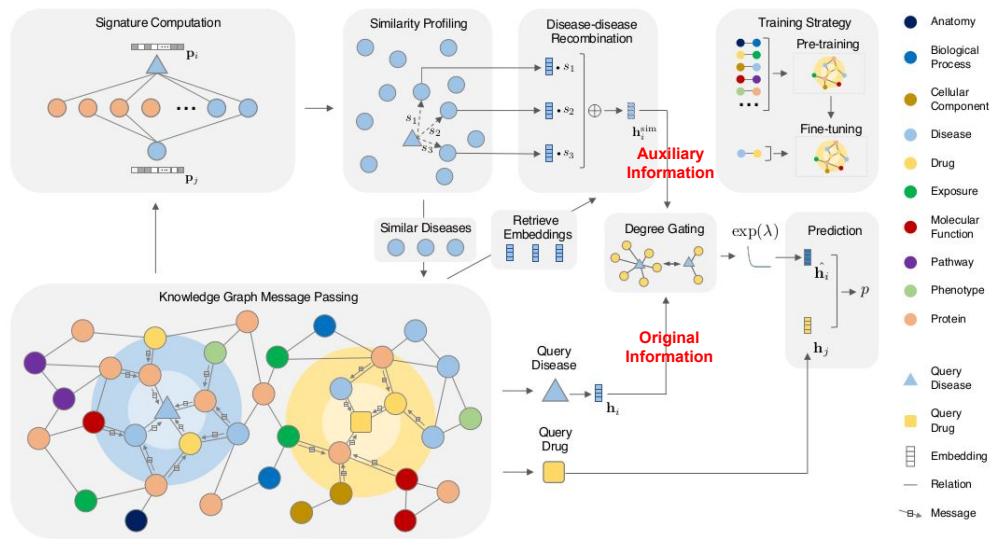 Signature Computation
p_i
...
p_j
Similarity Profiling
s_1
s_2
s_3
Disease-disease
Recombination
• s_1
• s_2
• s_3
⊕
h_i^sim
Auxiliary
Information
Training Strategy
Pre-training
...
Fine-tuning
Similar Diseases
Retrieve
Embeddings
Degree Gating
exp(λ)
Prediction
ĥ_i
p
h_j
Knowledge Graph Message Passing
Original
Information
Query
Disease
h_i
Query
Drug
Anatomy
Biological
Process
Cellular
Component
Disease
Drug
Exposure
Molecular
Function
Pathway
Phenotype
Protein
Query
Disease
Query
Drug
Embedding
Relation
Message